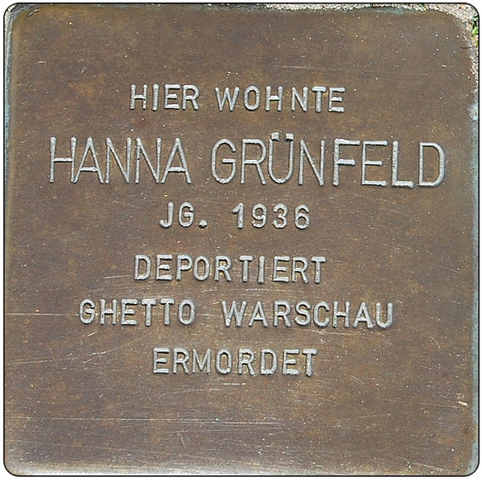 HIER WOHNTE
HANNA GRÜNFELD
JG. 1936
DEPORTIERT
GHETTO WARSCHAU
ERMORDET